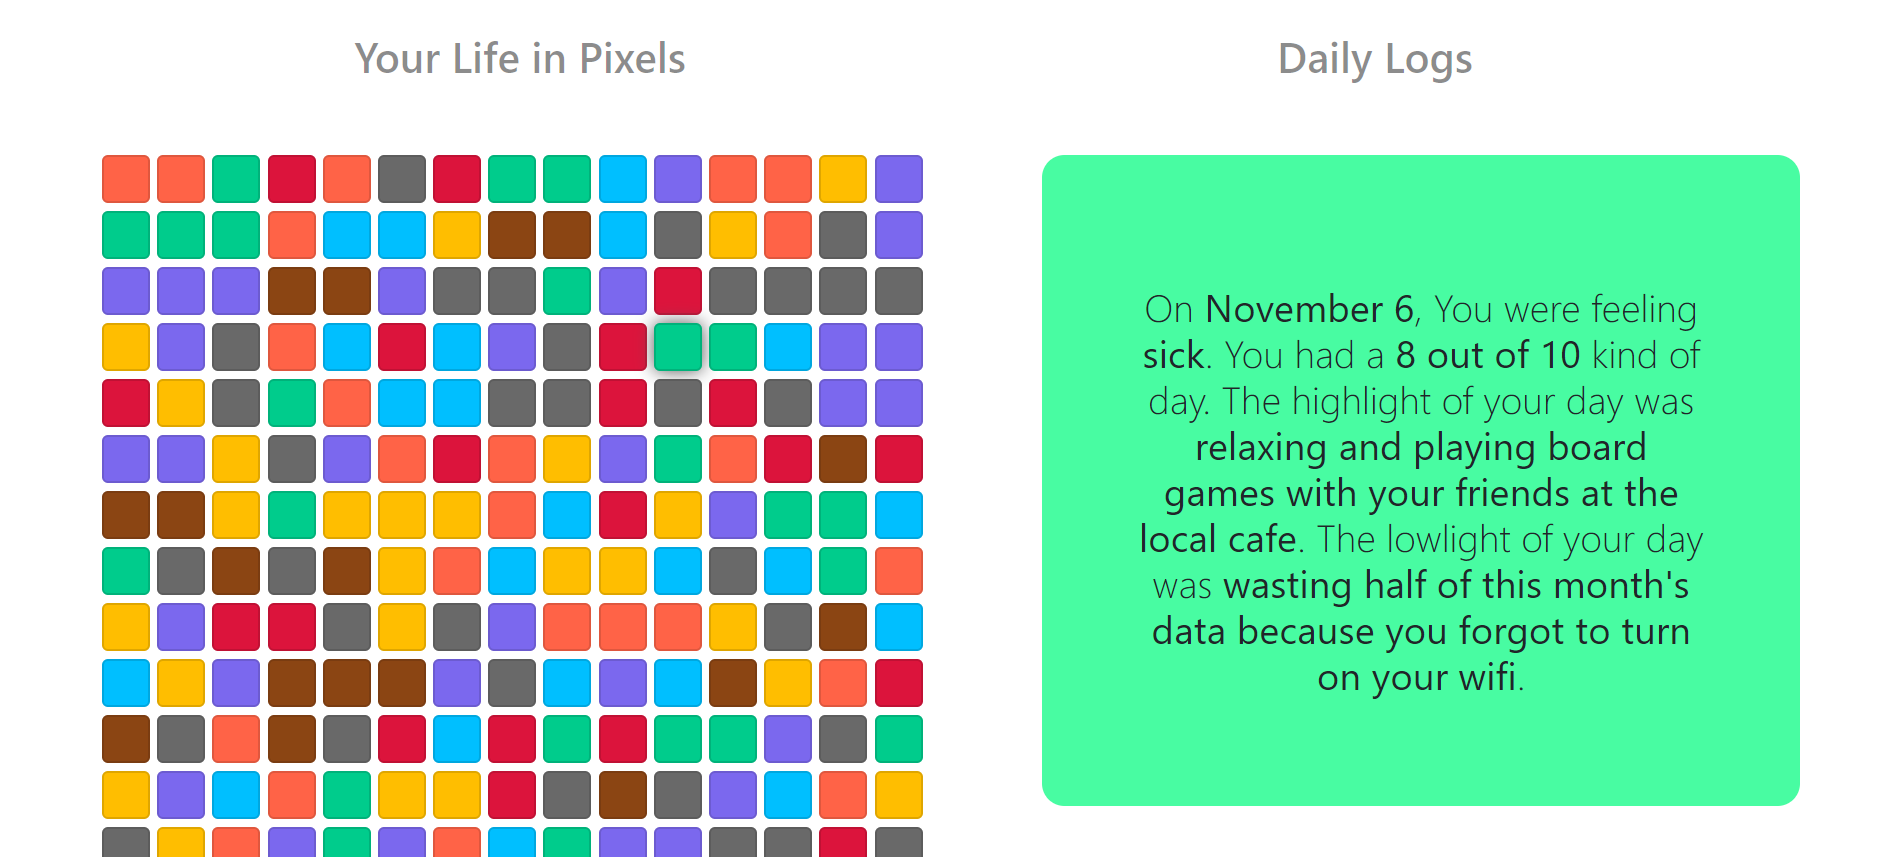 Your Life in Pixels
Daily Logs
On November 6, You were feeling
sick. You had a 8 out of 10 kind of
day. The highlight of your day was
relaxing and playing board
games with your friends at the
local cafe. The lowlight of your day
was wasting half of this month's
data because you forgot to turn
on your wifi.